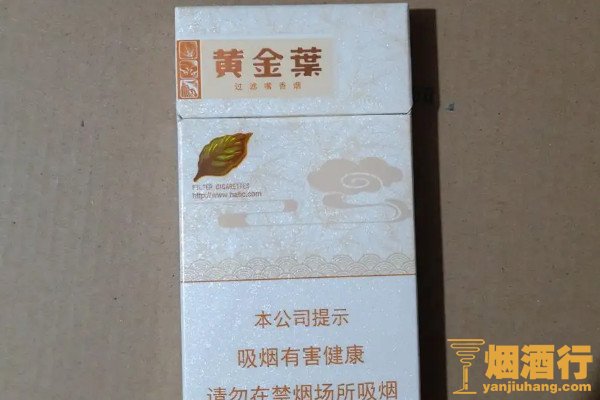 黄金葉
过滤嘴香烟
FILTER CIGARETTES
http://www.hatic.com
本公司提示
吸烟有害健康
请勿在禁烟场所吸烟
烟酒行
yanjiuhang.com